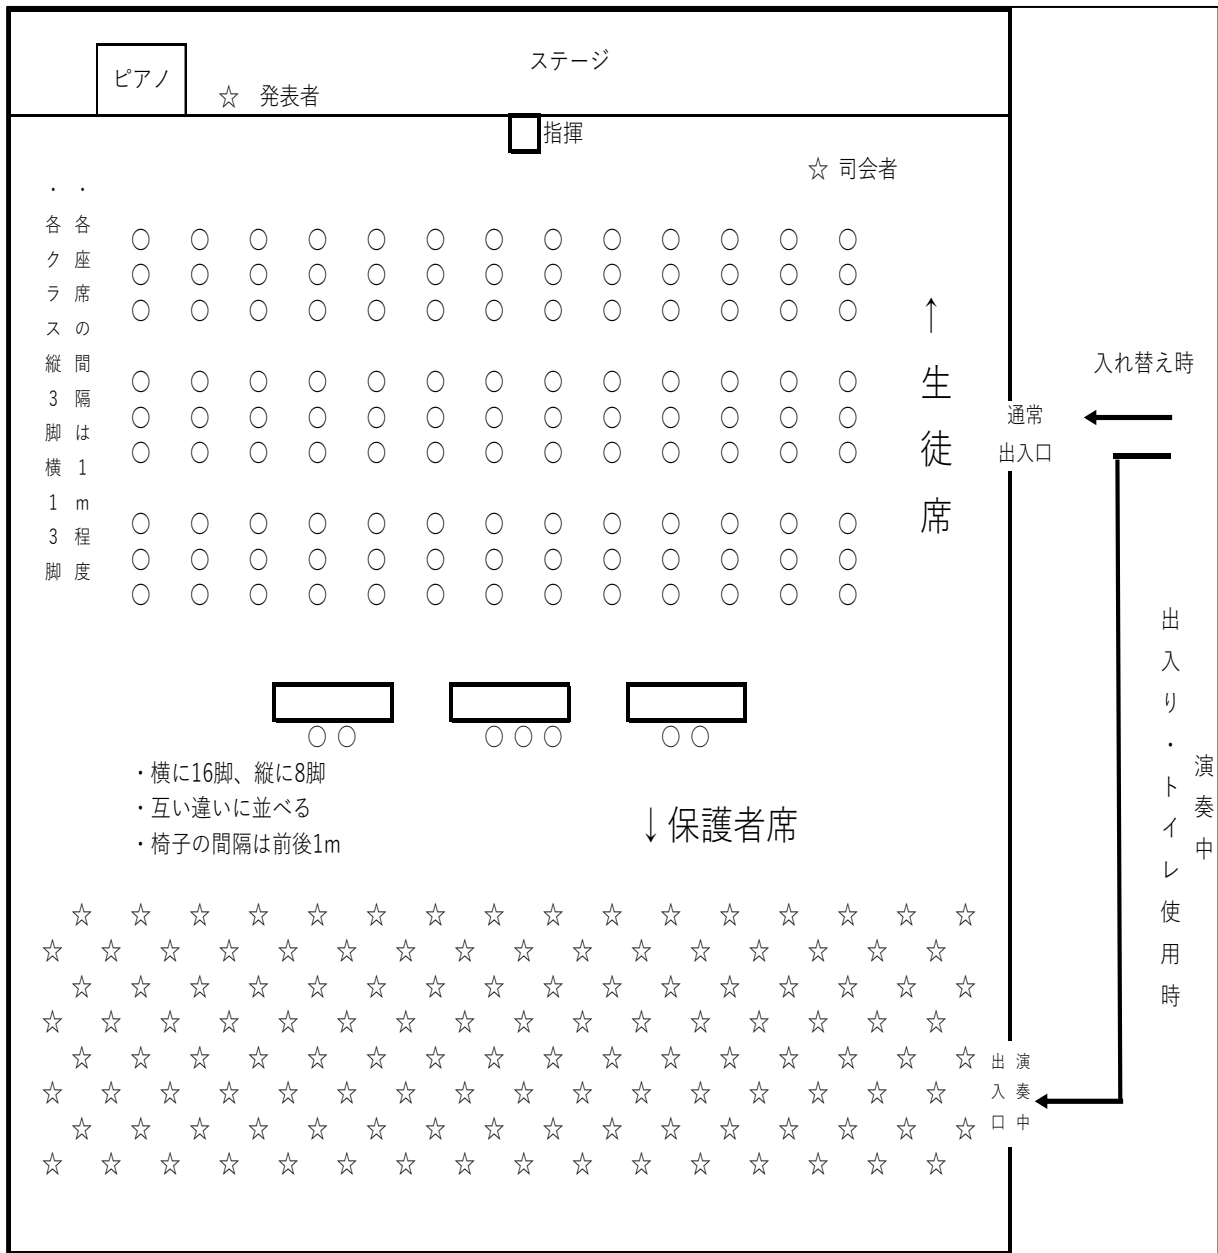 ステージ
ピアノ
☆ 発表者
指揮
☆ 司会者
・各座席の間隔は1m程度
・各クラス縦3脚横13脚
↑生徒席
入れ替え時
通常
出入口
演奏中
出入り・トイレ使用時
・横に16脚、縦に8脚
・互い違いに並べる
・椅子の間隔は前後1m
↓保護者席
演奏中
出入口